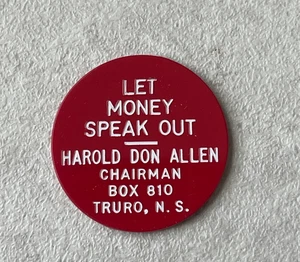 LET
MONEY
SPEAK OUT
HAROLD DON ALLEN
CHAIRMAN
BOX 810
TRURO, N. S.